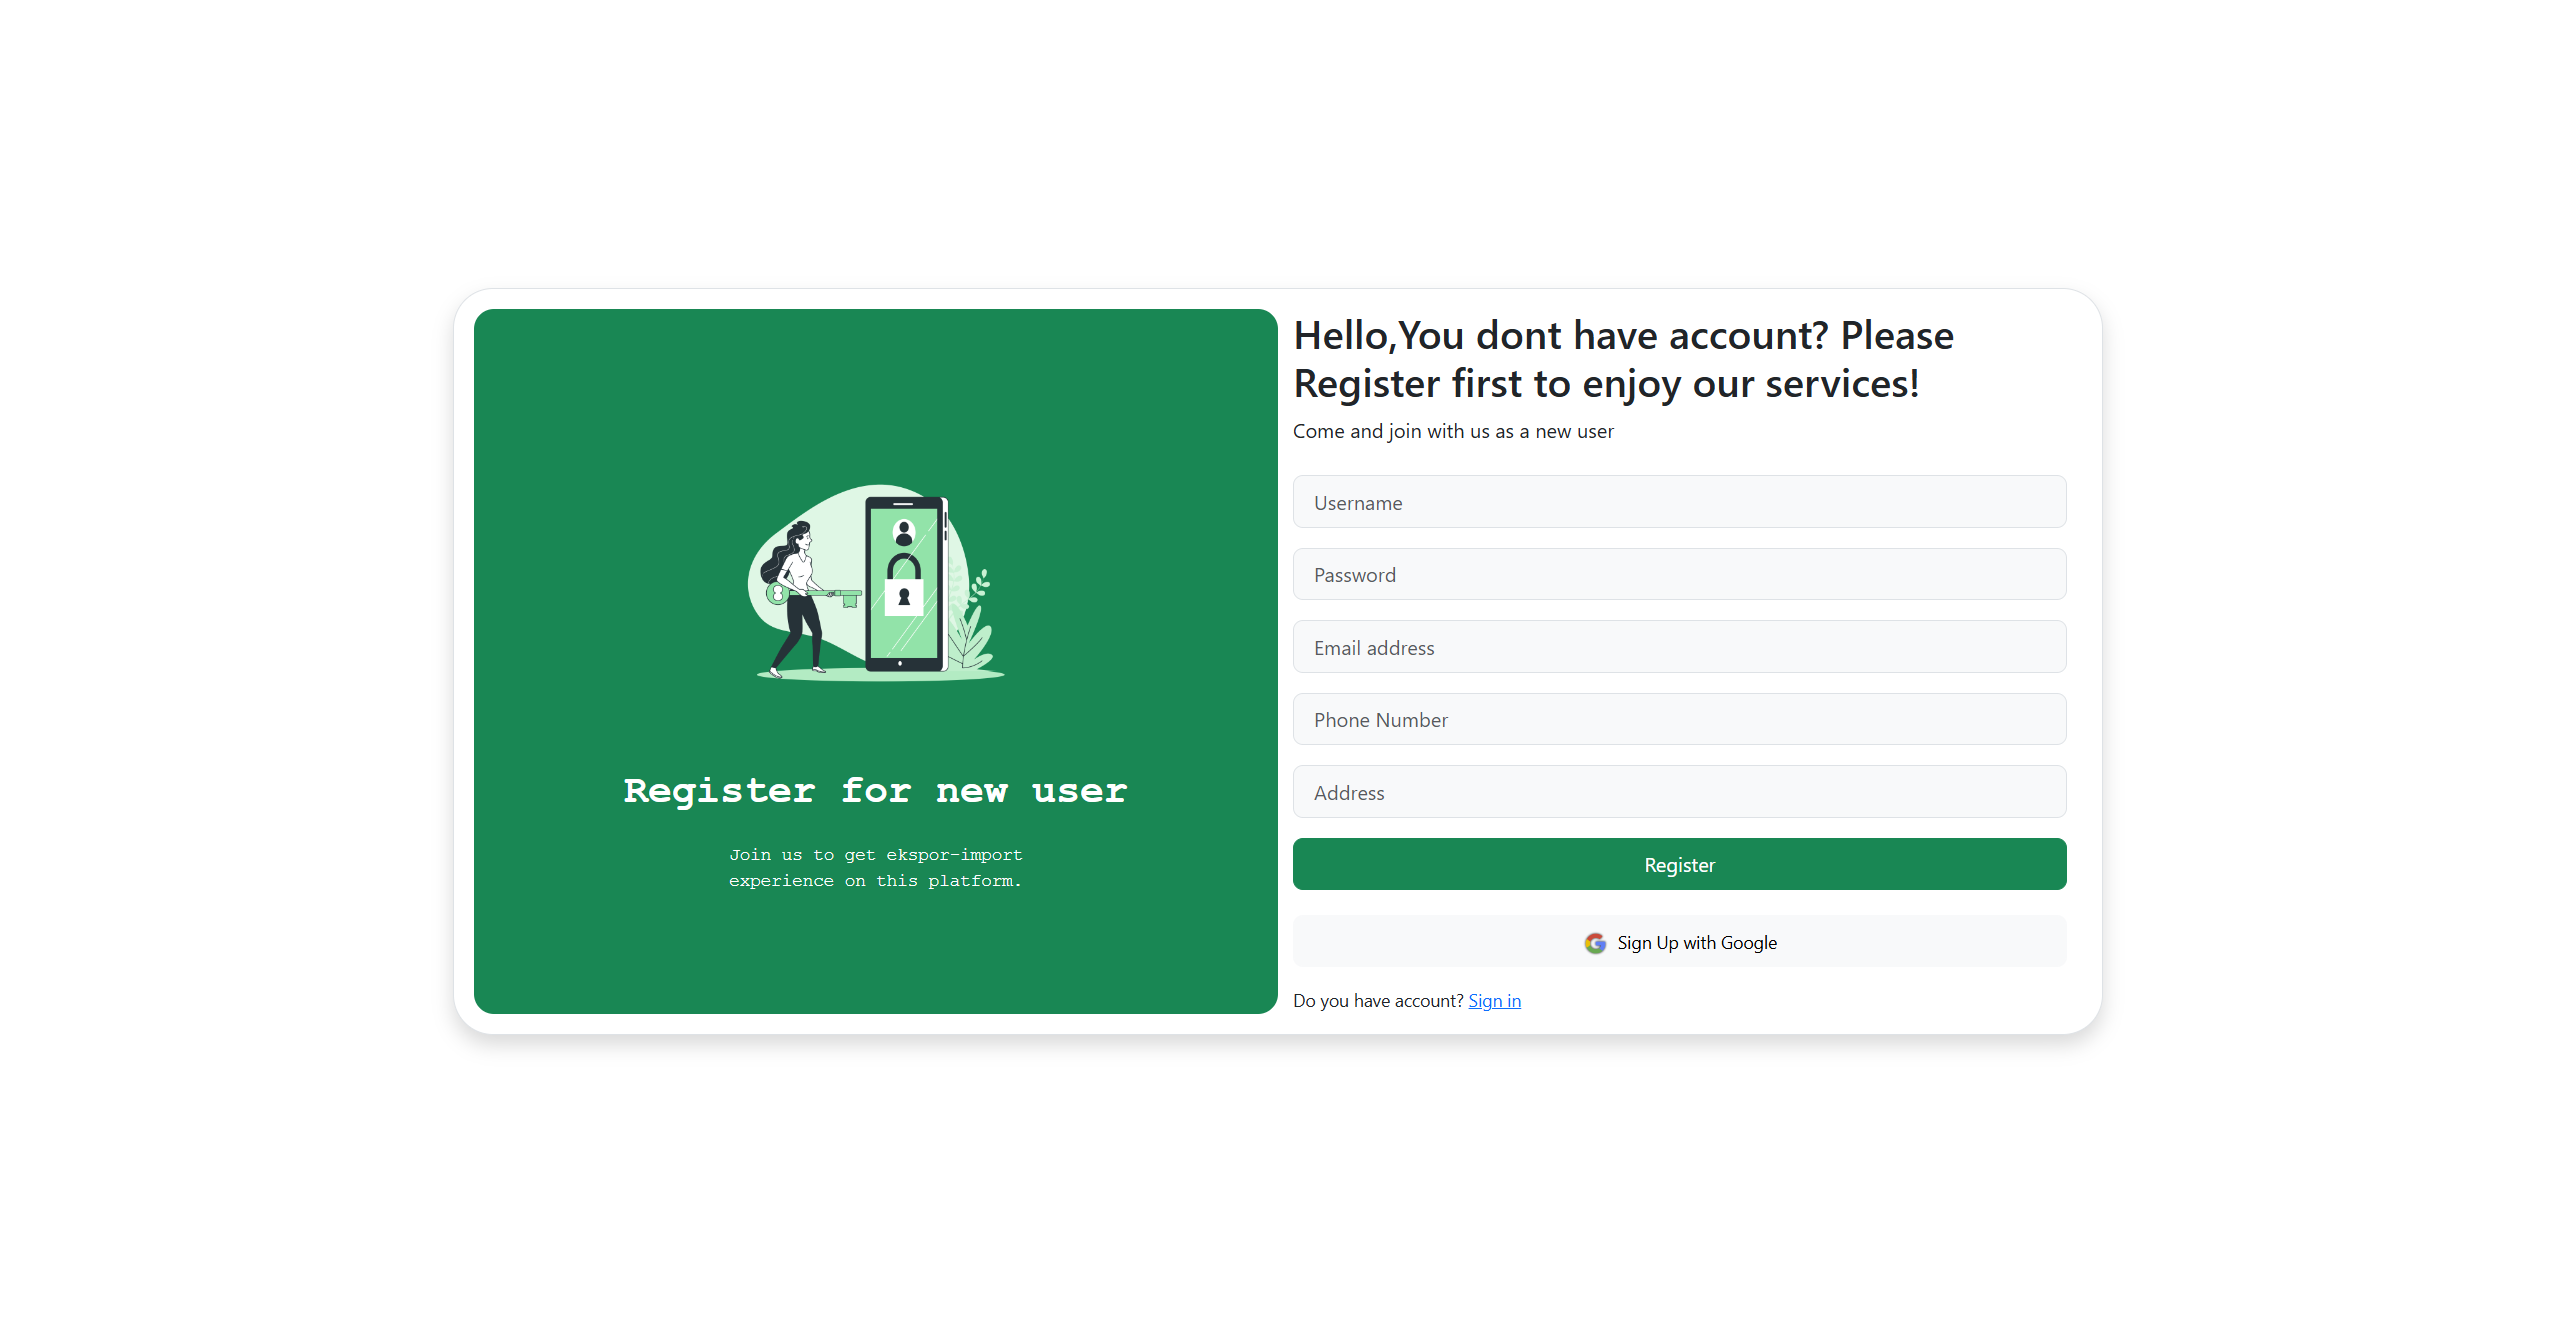 Register for new user
Join us to get ekspor-import
experience on this platform.
Hello,You dont have account? Please
Register first to enjoy our services!
Come and join with us as a new user
Username
Password
Email address
Phone Number
Address
Register
Sign Up with Google
Do you have account? Sign in